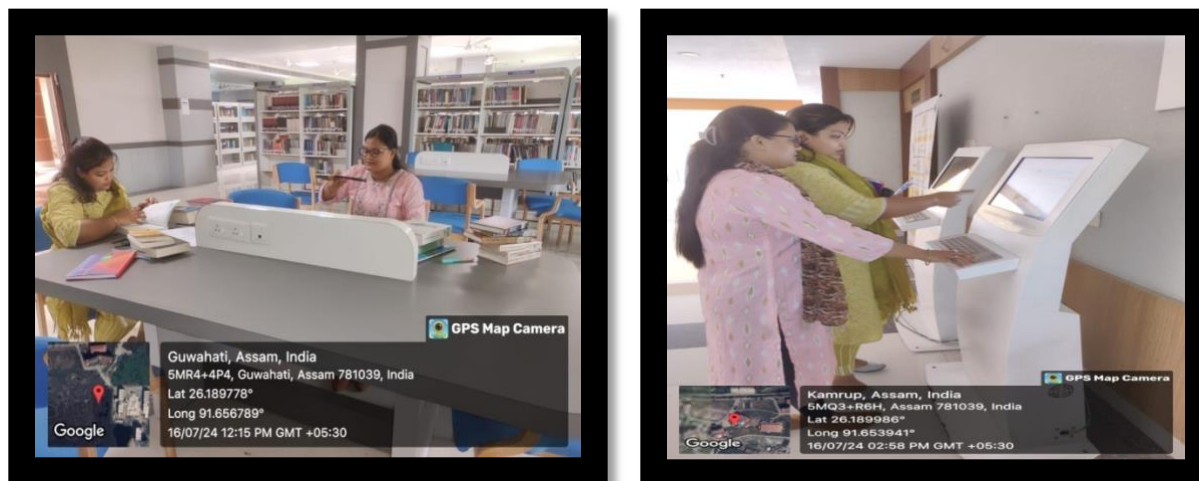 GPS Map Camera
Guwahati, Assam, India
5MR4+4P4, Guwahati, Assam 781039, India
Lat 26.189778°
Long 91.656789°
16/07/24 12:15 PM GMT +05:30
Google
GPS Map Camera
Kamrup, Assam, India
5MQ3+R6H, Assam 781039, India
Lat 26.189986°
Long 91.653941°
16/07/24 02:58 PM GMT +05:30
Google